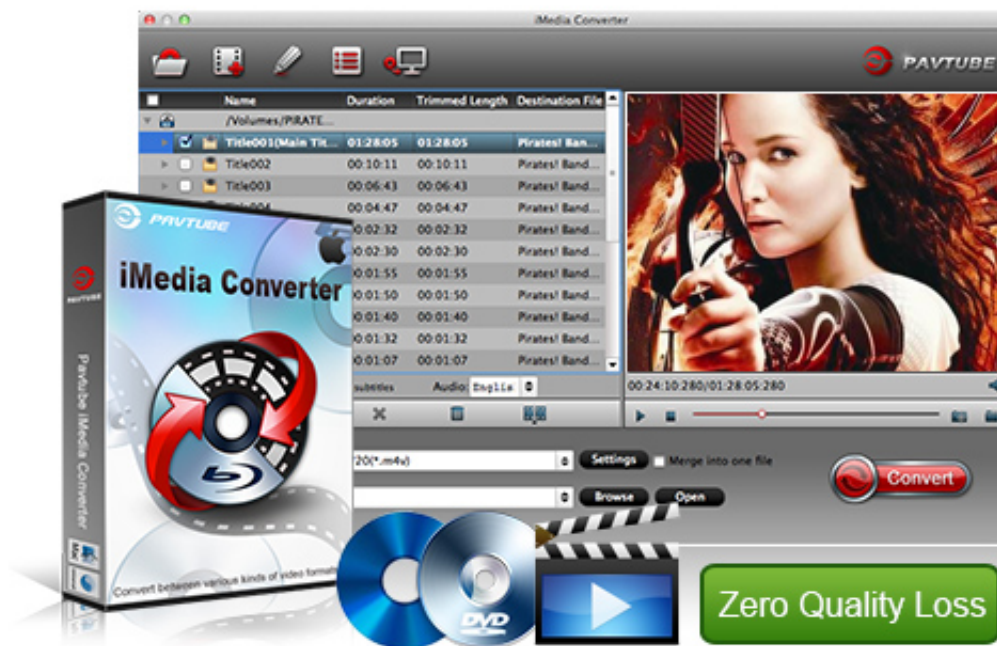 iMedia Converter
PAVTUBE
Name Duration Trimmed Length Destination File
/Volumes/PIRATE...
Title001(Main Tit... 01:28:05 01:28:05 Pirates! Ban...
Title002 00:10:11 00:10:11 Pirates! Band...
Title003 00:06:43 00:06:43 Pirates! Band...
Title004 00:04:47 00:04:47 Pirates! Band...
00:02:32 00:02:32 Pirates! Band...
00:02:30 00:02:30 Pirates! Band...
00:01:55 00:01:55 Pirates! Band...
00:01:50 00:01:50 Pirates! Band...
00:01:40 00:01:40 Pirates! Band...
00:01:32 00:01:32 Pirates! Band...
00:01:07 00:01:07 Pirates! Band...
subtitles Audio: Englis
00:24:10:280/01:28:05:280
720(*.m4v) Settings Merge into one file
Browse Open
Convert
PAVTUBE
iMedia Converter
Convert between various kinds of video formats
PAVTUBE
Pavtube iMedia Converter
Mac
DVD
Zero Quality Loss